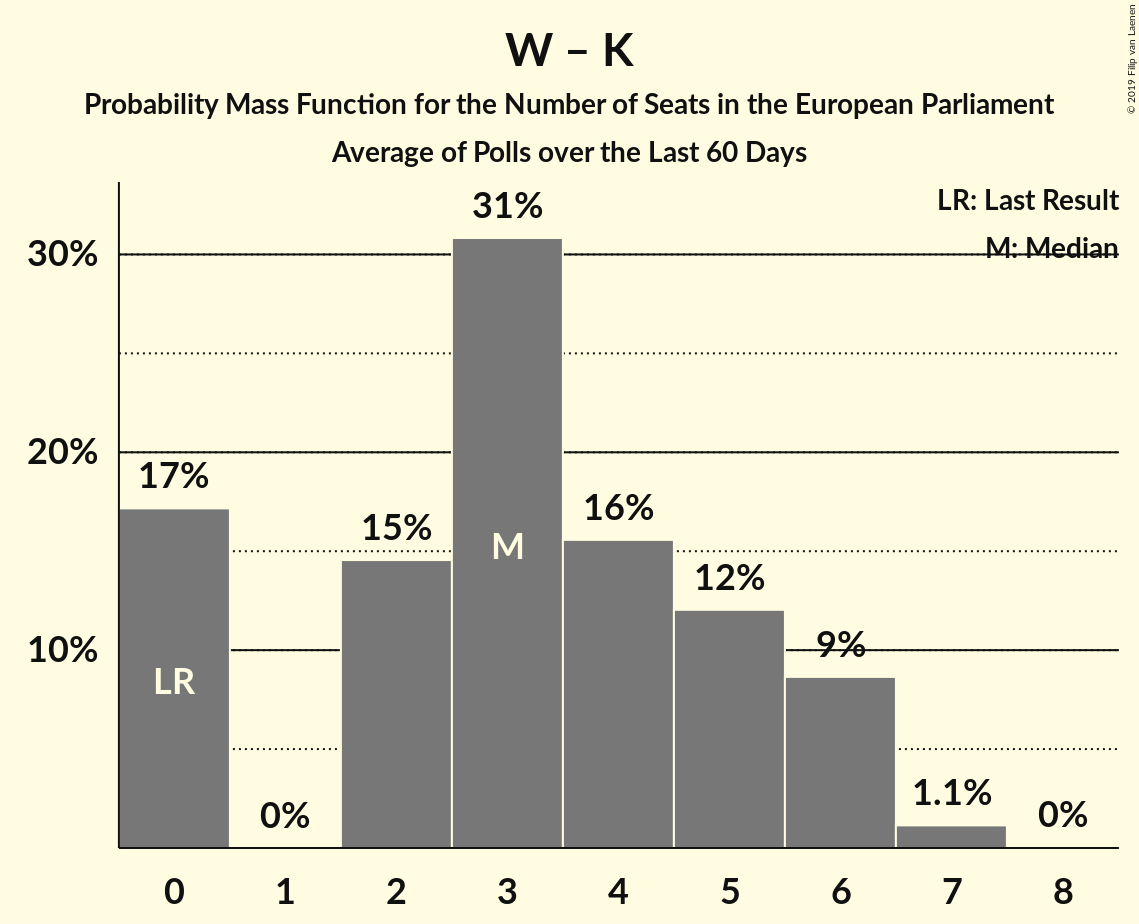 W – K
Probability Mass Function for the Number of Seats in the European Parliament
Average of Polls over the Last 60 Days
© 2019 Filip van Laenen
LR: Last Result
M: Median
30%
20%
10%
17%
0%
15%
31%
16%
12%
9%
1.1%
0%
LR
M
0 1 2 3 4 5 6 7 8